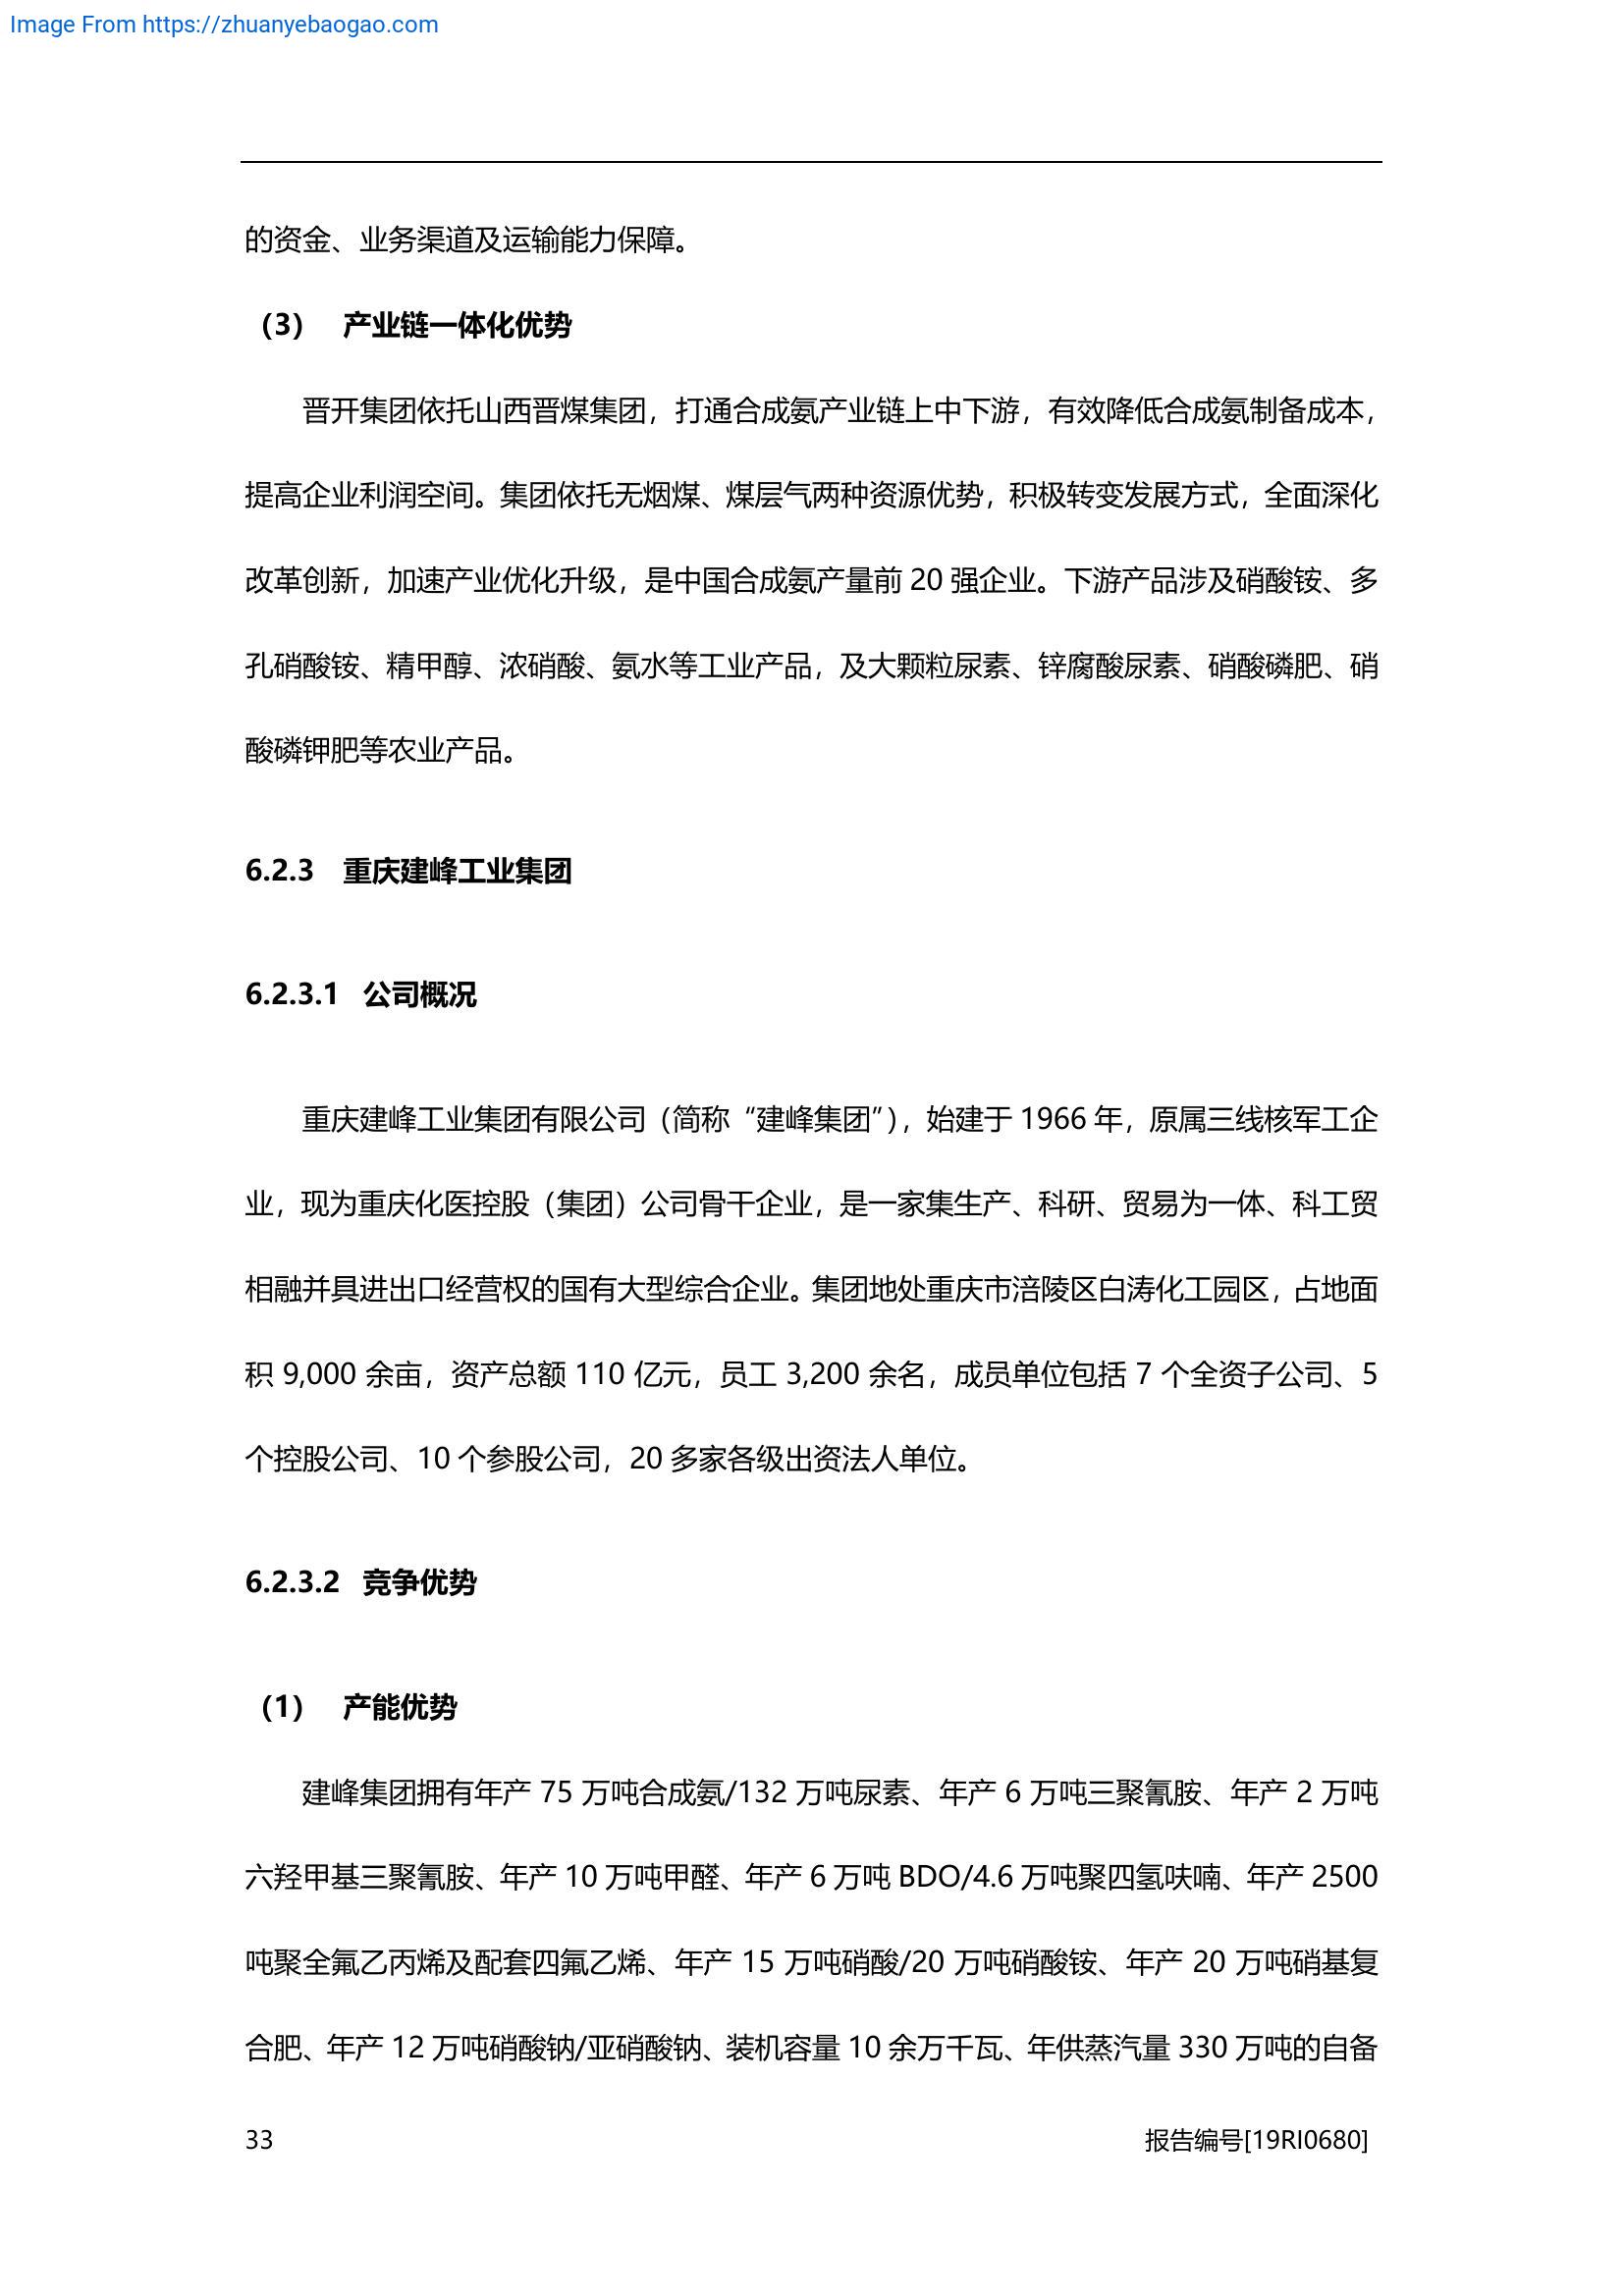 Image From https://zhuanyebaogao.com
的资金、业务渠道及运输能力保障。
（3） 产业链一体化优势
晋开集团依托山西晋煤集团，打通合成氨产业链上中下游，有效降低合成氨制备成本，
提高企业利润空间。集团依托无烟煤、煤层气两种资源优势，积极转变发展方式，全面深化
改革创新，加速产业优化升级，是中国合成氨产量前 20 强企业。下游产品涉及硝酸铵、多
孔硝酸铵、精甲醇、浓硝酸、氨水等工业产品，及大颗粒尿素、锌腐酸尿素、硝酸磷肥、硝
酸磷钾肥等农业产品。
6.2.3 重庆建峰工业集团
6.2.3.1 公司概况
重庆建峰工业集团有限公司（简称“建峰集团”），始建于 1966 年，原属三线核军工企
业，现为重庆化医控股（集团）公司骨干企业，是一家集生产、科研、贸易为一体、科工贸
相融并具进出口经营权的国有大型综合企业。集团地处重庆市涪陵区白涛化工园区，占地面
积 9,000 余亩，资产总额 110 亿元，员工 3,200 余名，成员单位包括 7 个全资子公司、5
个控股公司、10 个参股公司，20 多家各级出资法人单位。
6.2.3.2 竞争优势
（1） 产能优势
建峰集团拥有年产 75 万吨合成氨/132 万吨尿素、年产 6 万吨三聚氰胺、年产 2 万吨
六羟甲基三聚氰胺、年产 10 万吨甲醛、年产 6 万吨 BDO/4.6 万吨聚四氢呋喃、年产 2500
吨聚全氟乙丙烯及配套四氟乙烯、年产 15 万吨硝酸/20 万吨硝酸铵、年产 20 万吨硝基复
合肥、年产 12 万吨硝酸钠/亚硝酸钠、装机容量 10 余万千瓦、年供蒸汽量 330 万吨的自备
33 报告编号[19RI0680]